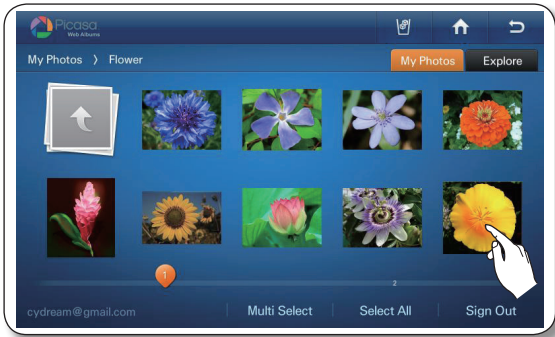 Picasa
Web Albums
My Photos 〉 Flower
My Photos
Explore
1
2
cydream@gmail.com
Multi Select
Select All
Sign Out